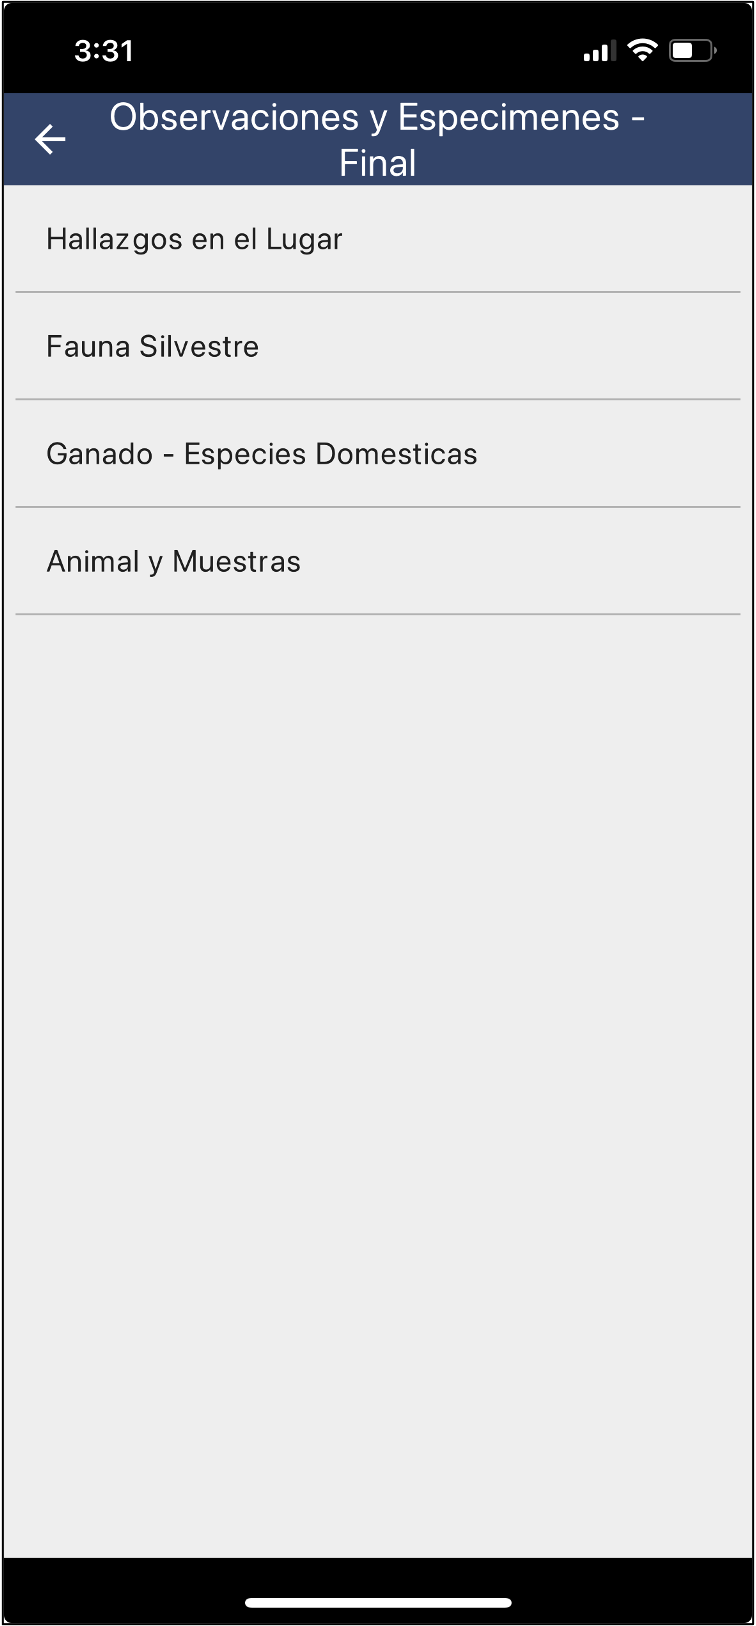 3:31
Observaciones y Especimenes -
Final
Hallazgos en el Lugar
Fauna Silvestre
Ganado - Especies Domesticas
Animal y Muestras